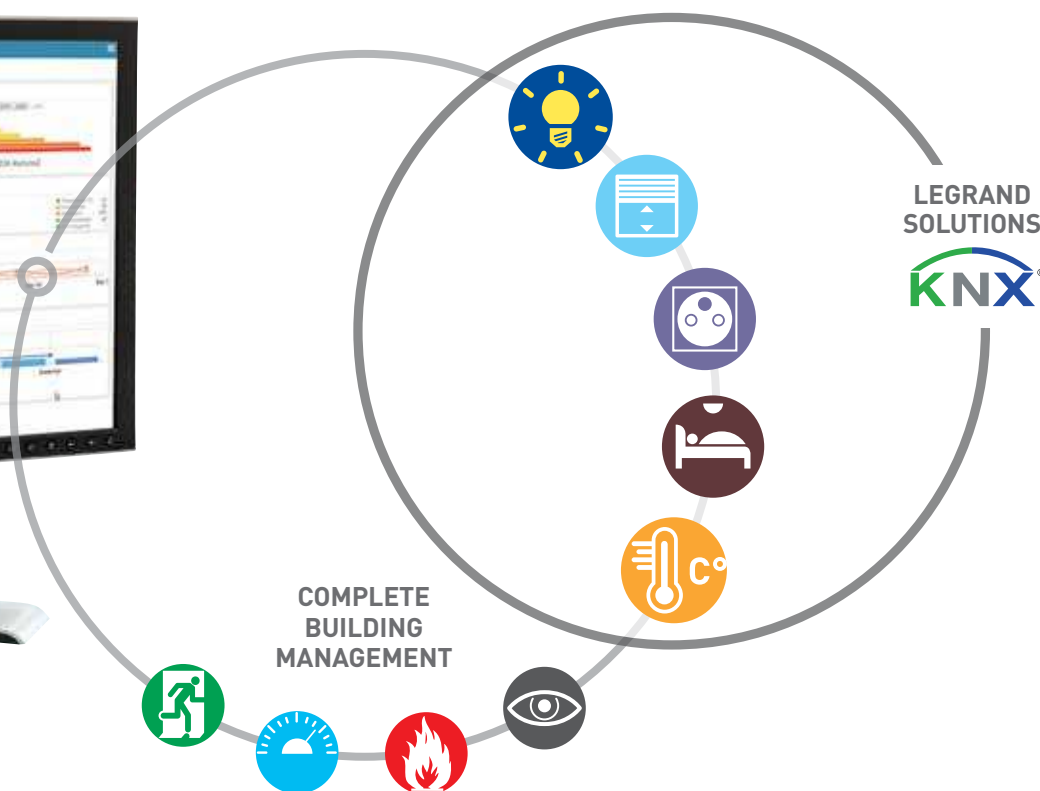 LEGRAND
SOLUTIONS
KNX®
C°
COMPLETE
BUILDING
MANAGEMENT